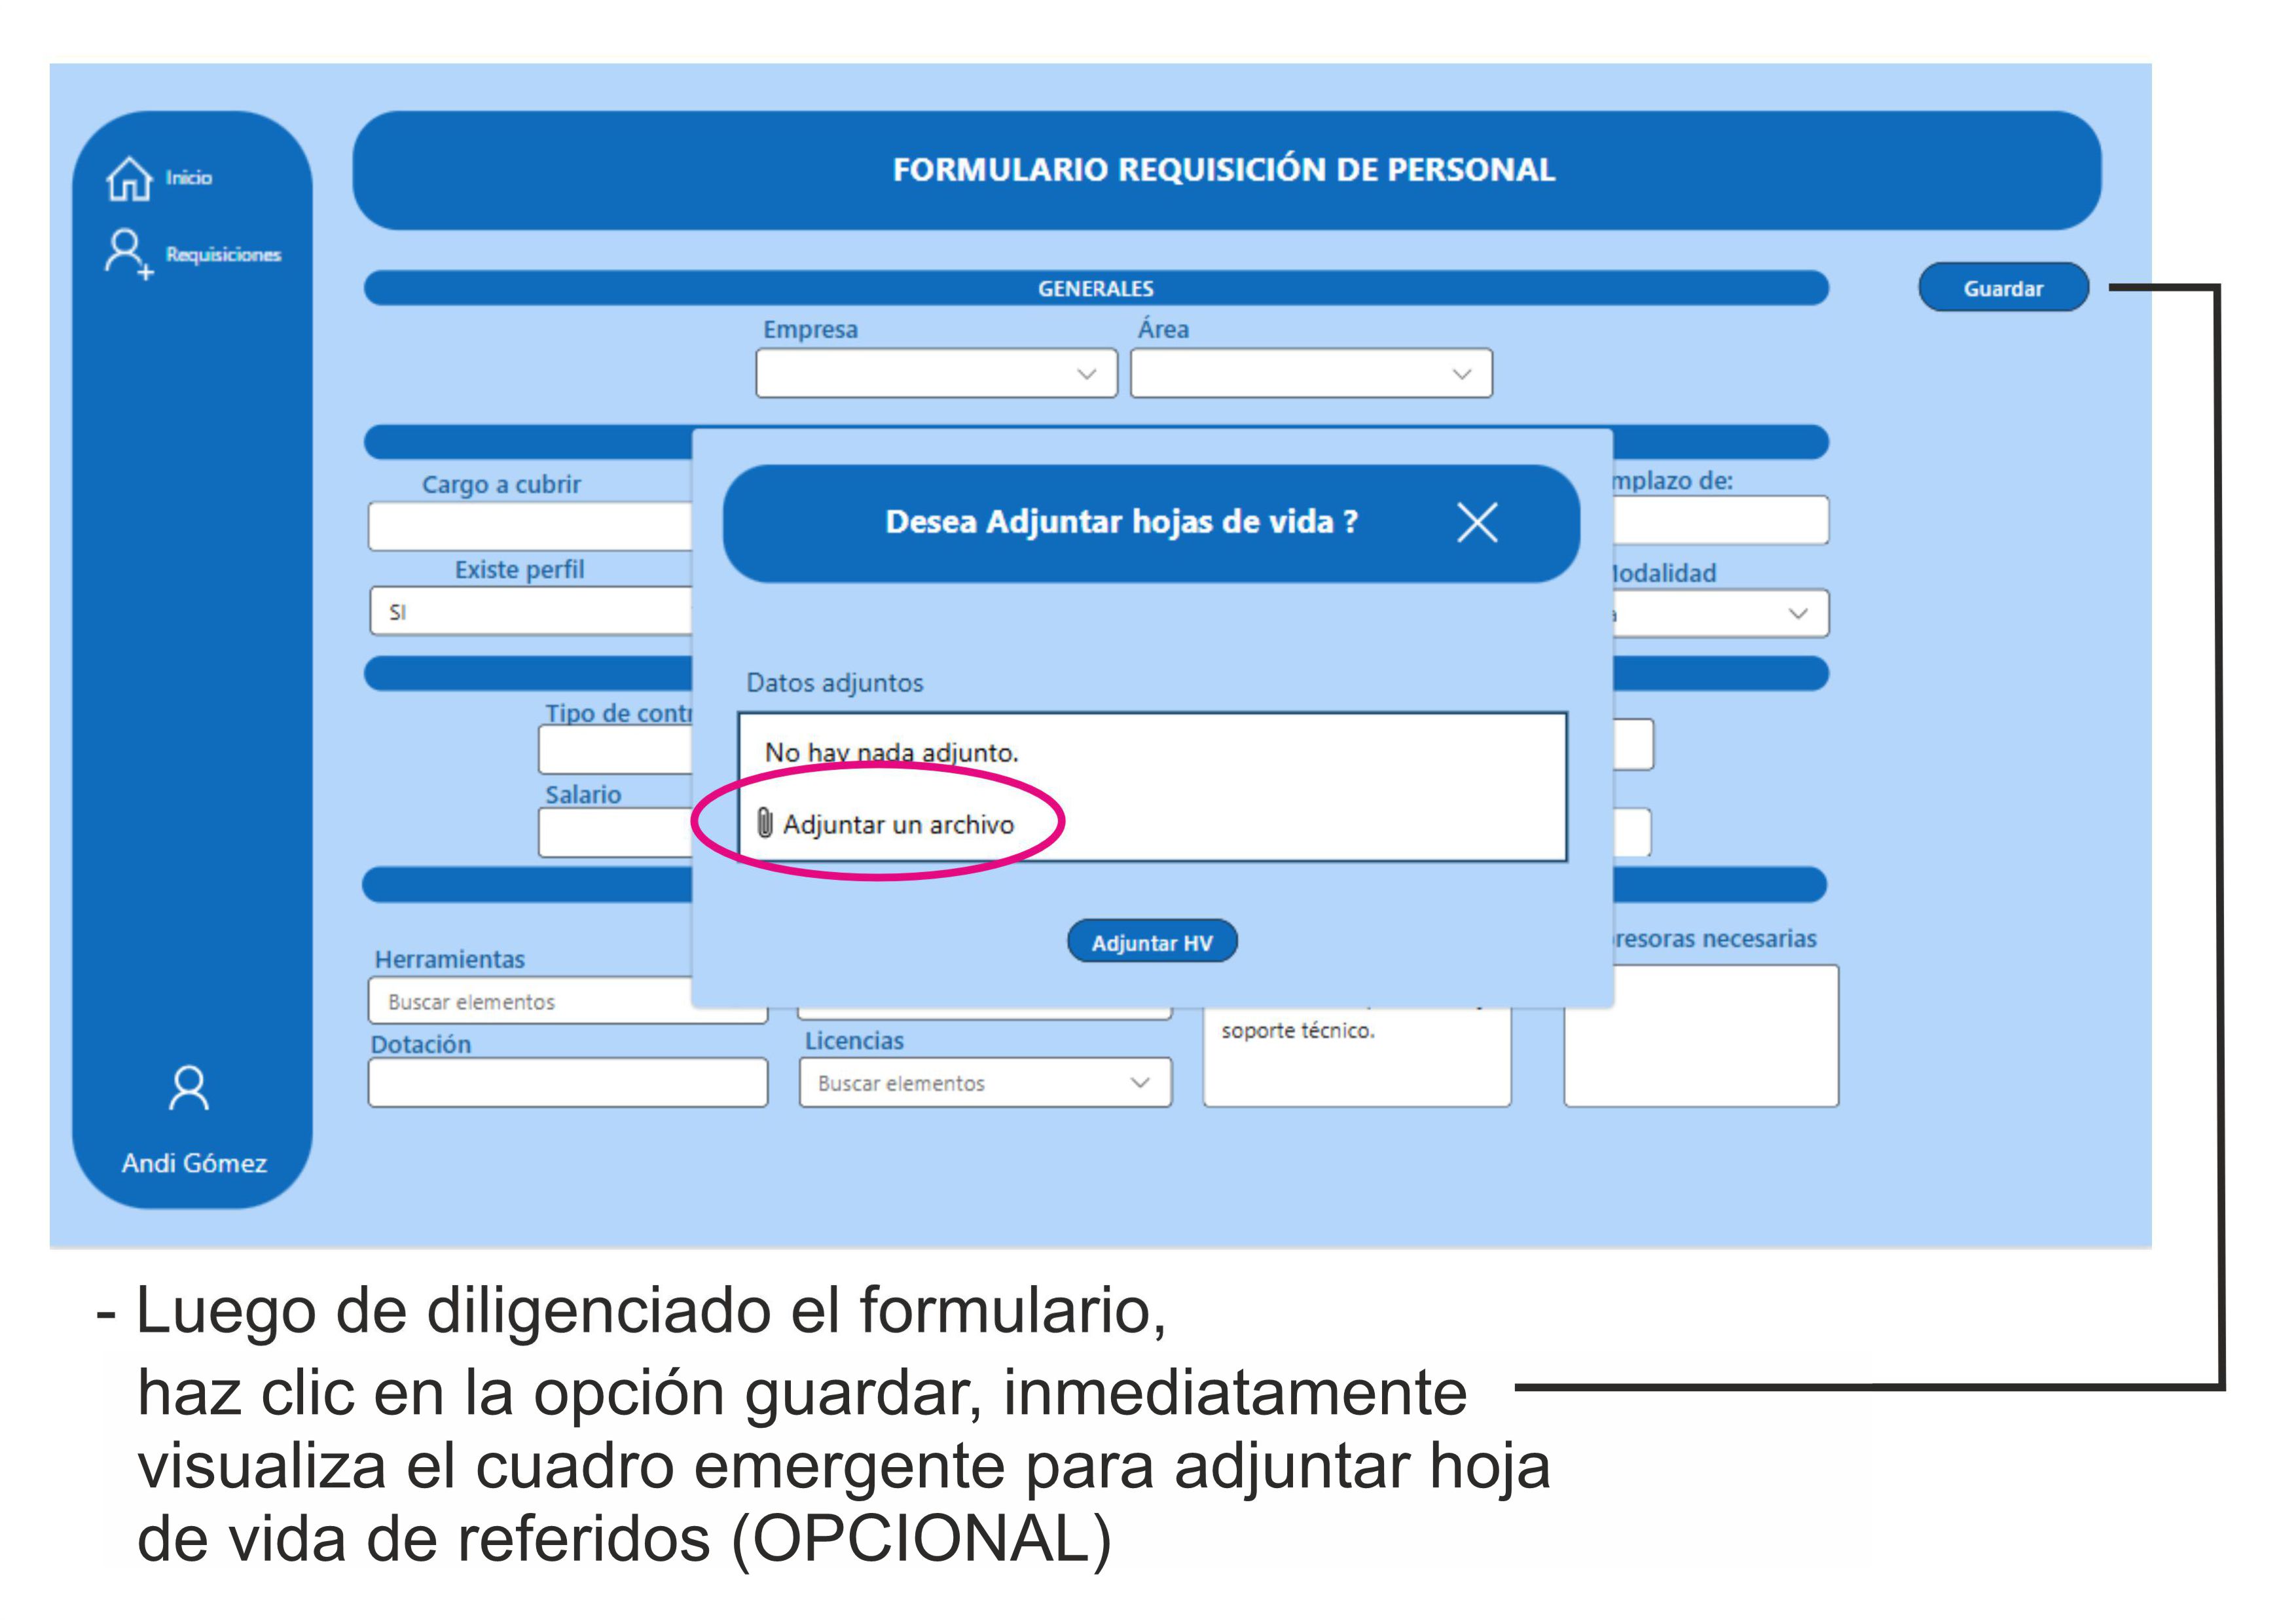 Inicio
Requisiciones
FORMULARIO REQUISICIÓN DE PERSONAL
GENERALES
Guardar
Empresa
Área
Cargo a cubrir
mplazo de:
Desea Adjuntar hojas de vida ?
Existe perfil
odalidad
SI
Datos adjuntos
Tipo de contr
No hay nada adjunto.
Salario
Adjuntar un archivo
Adjuntar HV
resoras necesarias
Herramientas
Buscar elementos
soporte técnico.
Dotación
Licencias
Buscar elementos
Andi Gómez
- Luego de diligenciado el formulario,
haz clic en la opción guardar, inmediatamente
visualiza el cuadro emergente para adjuntar hoja
de vida de referidos (OPCIONAL)